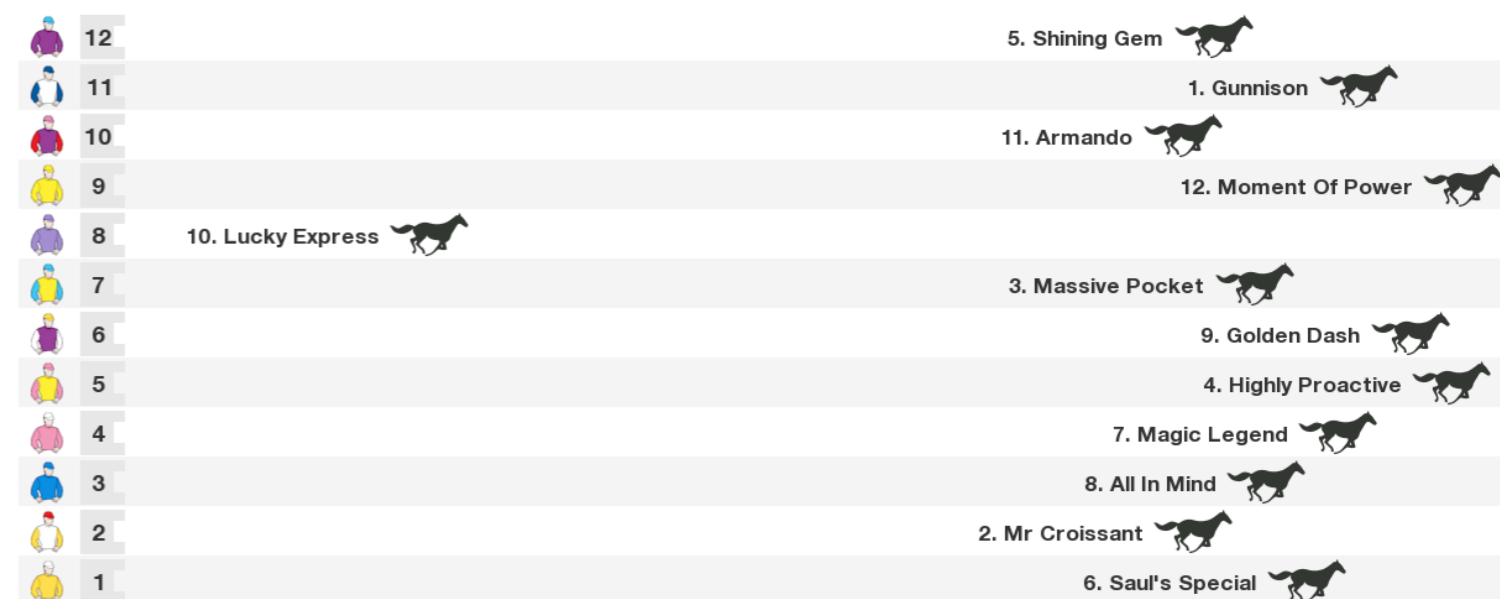 12 5. Shining Gem
11 1. Gunnison
10 11. Armando
9 12. Moment Of Power
8 10. Lucky Express
7 3. Massive Pocket
6 9. Golden Dash
5 4. Highly Proactive
4 7. Magic Legend
3 8. All In Mind
2 2. Mr Croissant
1 6. Saul's Special